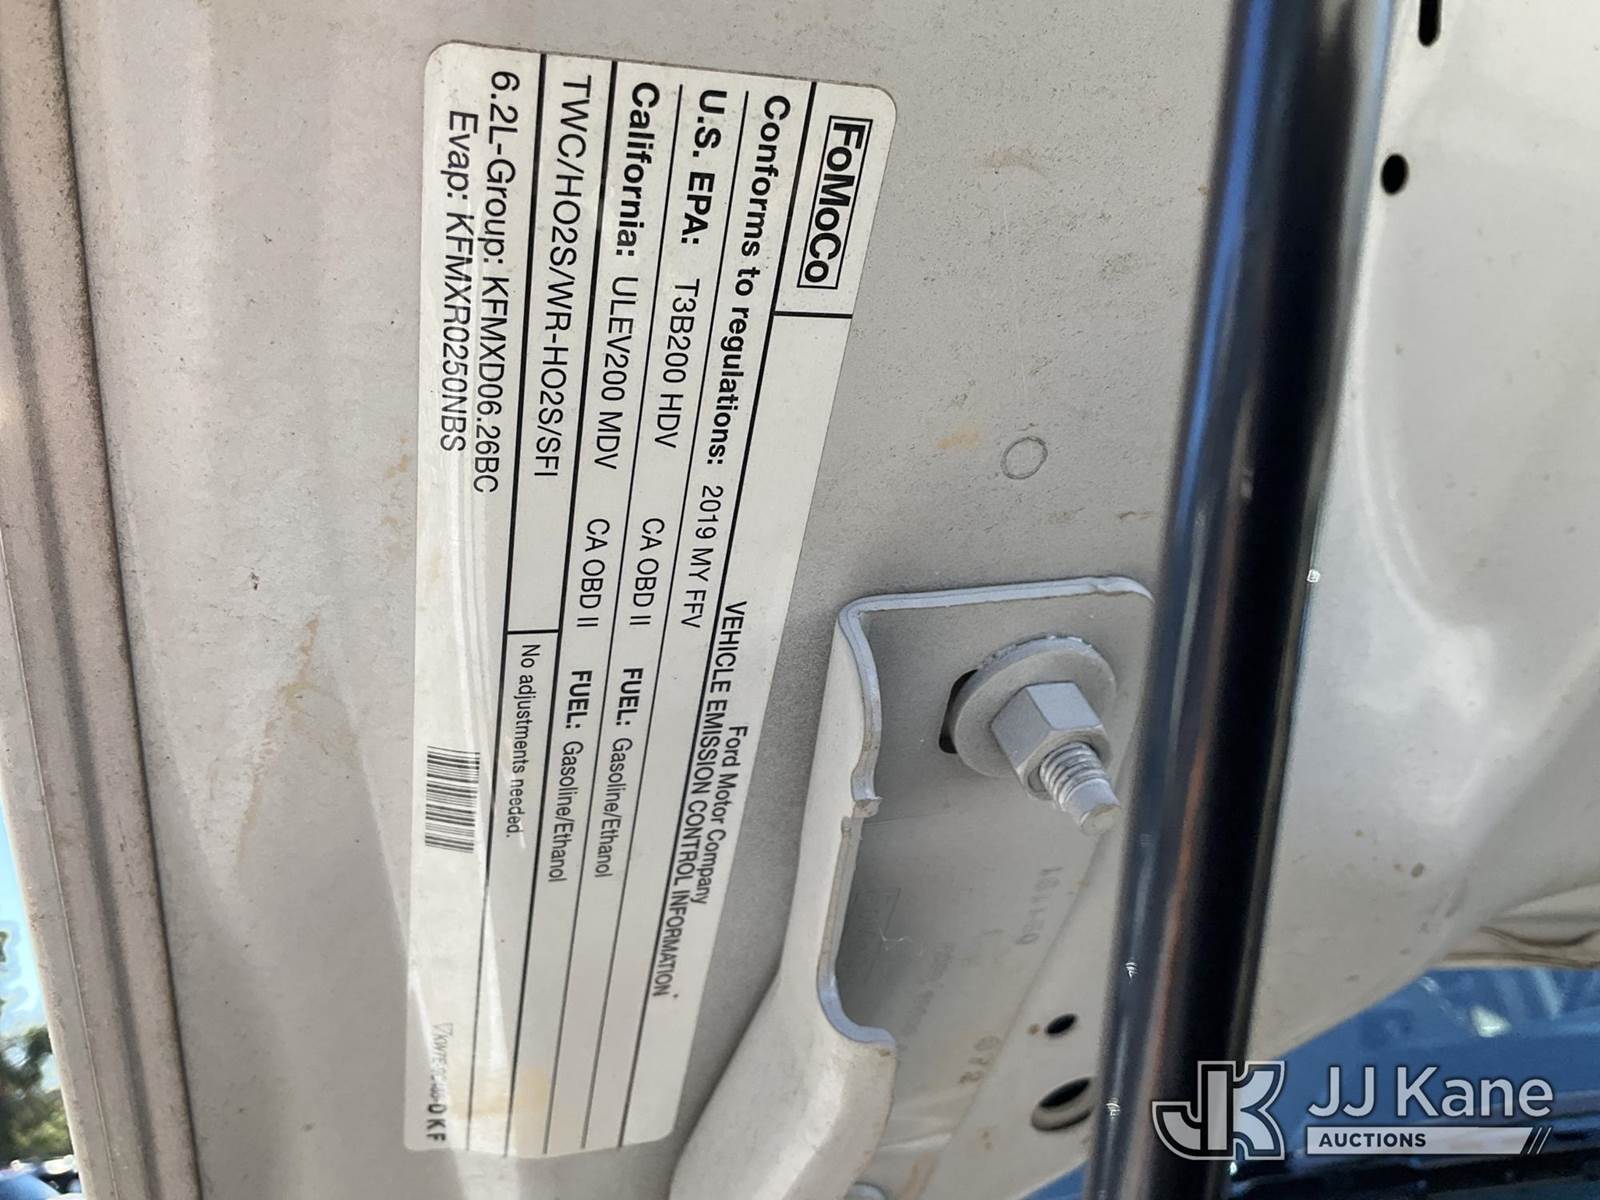 FoMoCo
Ford Motor Company
VEHICLE EMISSION CONTROL INFORMATION
Conforms to regulations: 2019 MY FFV
U.S. EPA: T3B200 HDV CA OBD II FUEL: Gasoline/Ethanol
California: ULEV200 MDV CA OBD II FUEL: Gasoline/Ethanol
TWC/HO2S/WR-HO2S/SFI No adjustments needed.
6.2L-Group: KFMXD06.26BC
Evap: KFMXR0250NBS
DKF
JK JJ Kane
AUCTIONS